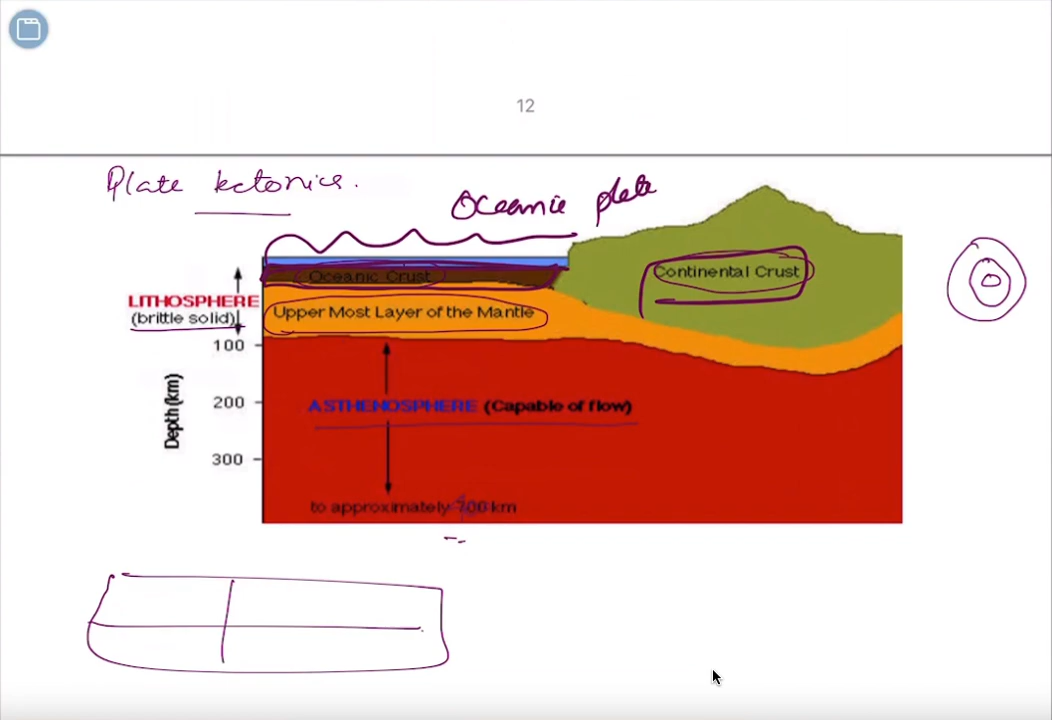 12
Plate tectonics.
Oceanic plate
Oceanic Crust
Continental Crust
LITHOSPHERE
(brittle solid)
Upper Most Layer of the Mantle
100
200
300
Depth(km)
ASTHENOSPHERE (Capable of flow)
to approximately 700 km